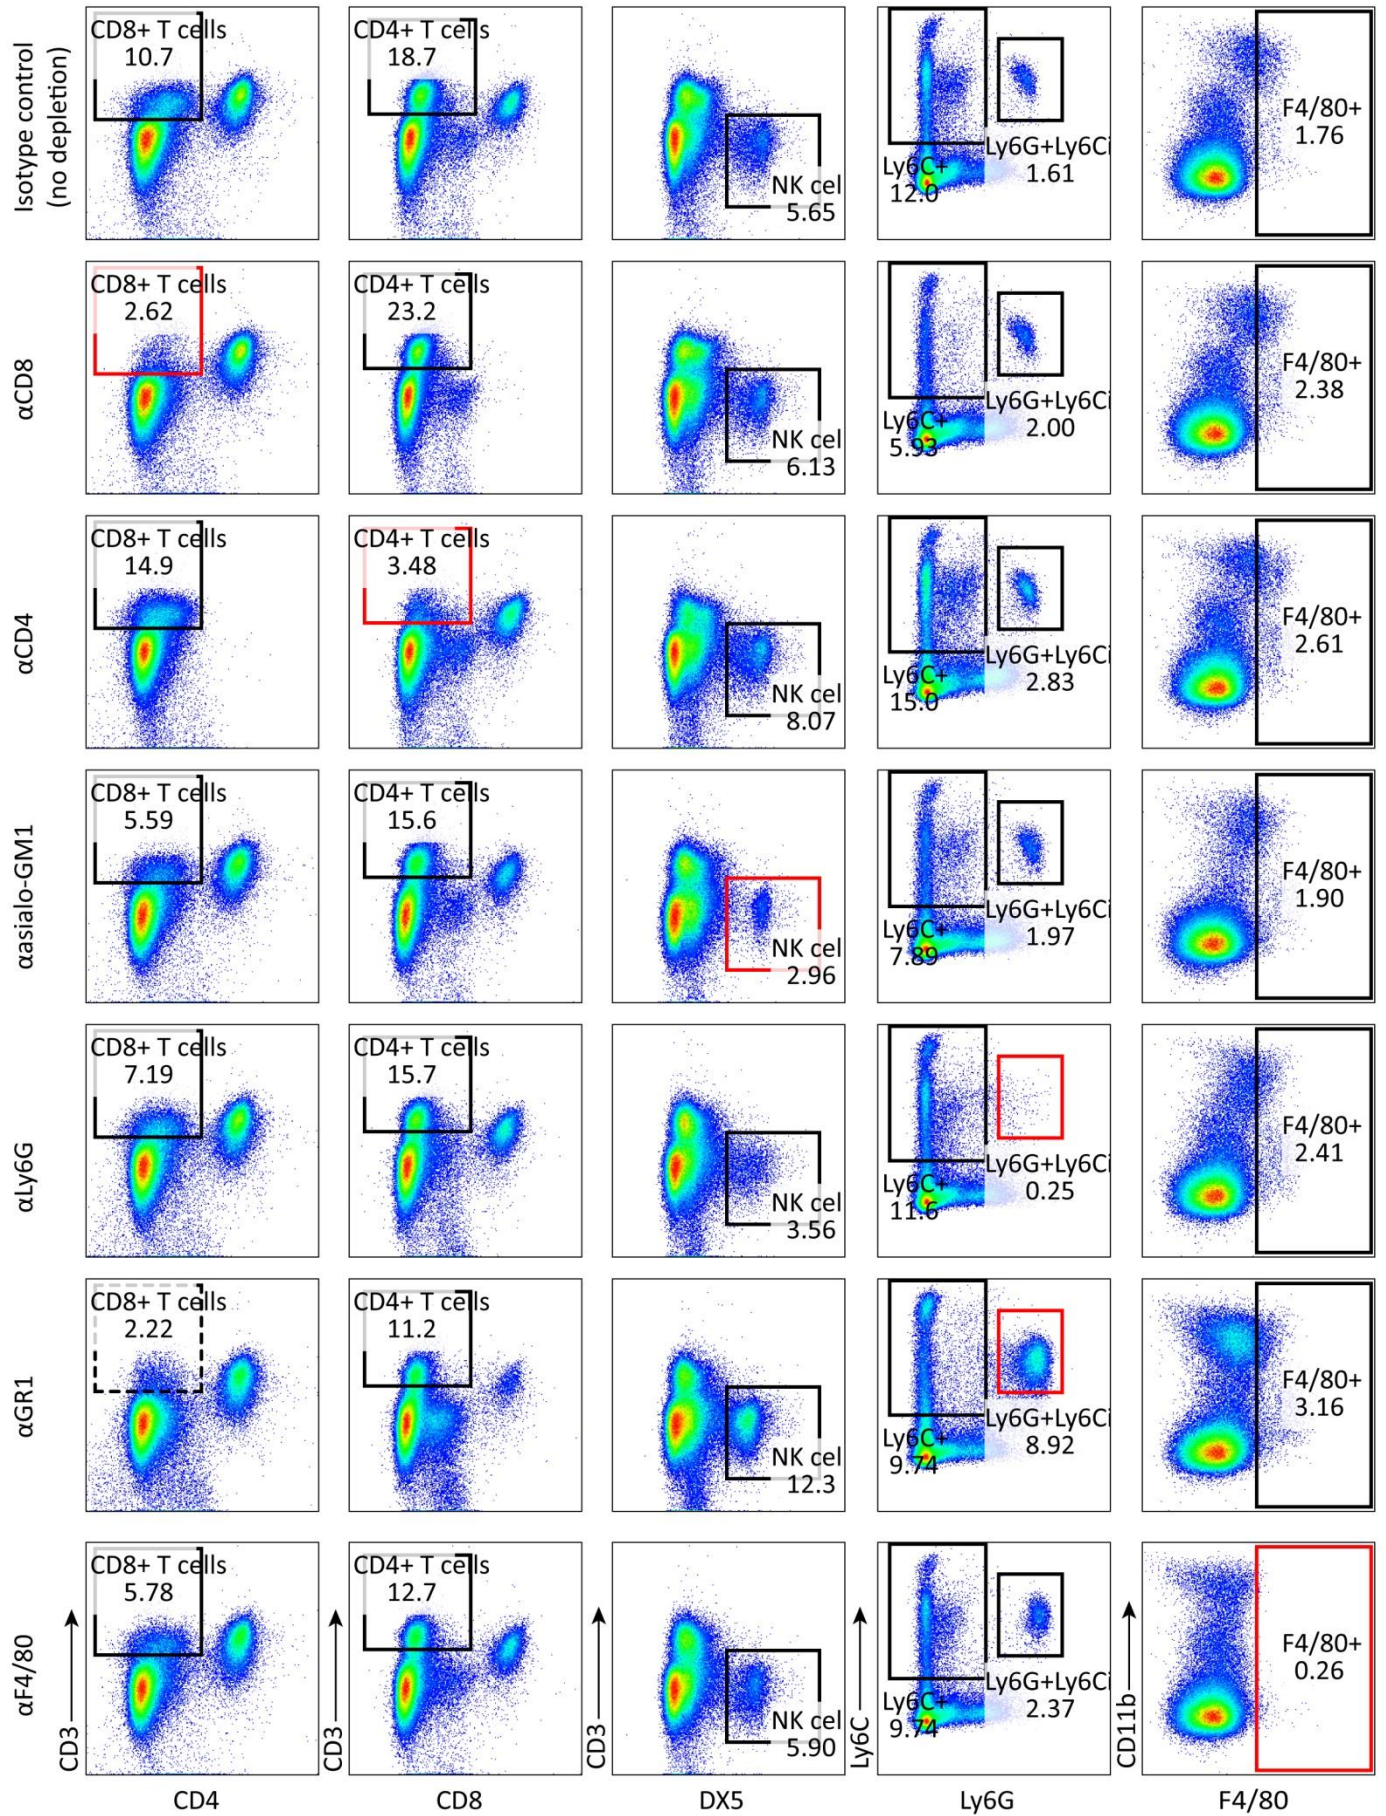 Isotype control
(no depletion)
CD8+ T cells
10.7
CD4+ T cells
18.7
NK cel
5.65
Ly6C+
12.0
Ly6G+Ly6Ci
1.61
F4/80+
1.76
αCD8
CD8+ T cells
2.62
CD4+ T cells
23.2
NK cel
6.13
Ly6C+
5.93
Ly6G+Ly6Ci
2.00
F4/80+
2.38
αCD4
CD8+ T cells
14.9
CD4+ T cells
3.48
NK cel
8.07
Ly6C+
15.0
Ly6G+Ly6Ci
2.83
F4/80+
2.61
αasialo-GM1
CD8+ T cells
5.59
CD4+ T cells
15.6
NK cel
2.96
Ly6C+
7.89
Ly6G+Ly6Ci
1.97
F4/80+
1.90
αLy6G
CD8+ T cells
7.19
CD4+ T cells
15.7
NK cel
3.56
Ly6C+
11.6
Ly6G+Ly6Ci
0.25
F4/80+
2.41
αGR1
CD8+ T cells
2.22
CD4+ T cells
11.2
NK cel
12.3
Ly6C+
9.74
Ly6G+Ly6Ci
8.92
F4/80+
3.16
αF4/80
CD8+ T cells
5.78
CD4+ T cells
12.7
NK cel
5.90
Ly6C+
9.74
Ly6G+Ly6Ci
2.37
F4/80+
0.26
CD3
CD3
CD3
Ly6C
CD11b
CD4
CD8
DX5
Ly6G
F4/80